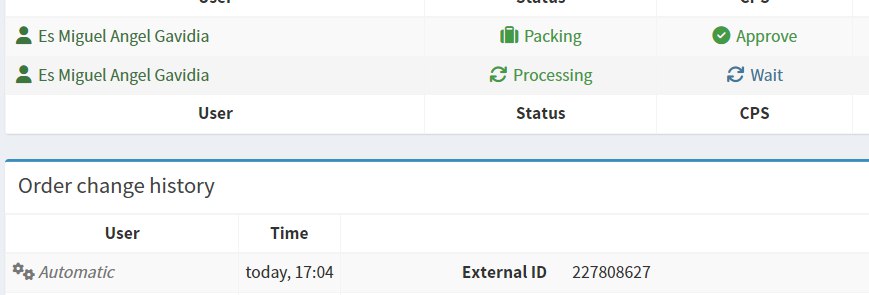 User Status CPS
Es Miguel Angel Gavidia Packing Approve
Es Miguel Angel Gavidia Processing Wait
User Status CPS
Order change history
User Time
Automatic today, 17:04 External ID 227808627